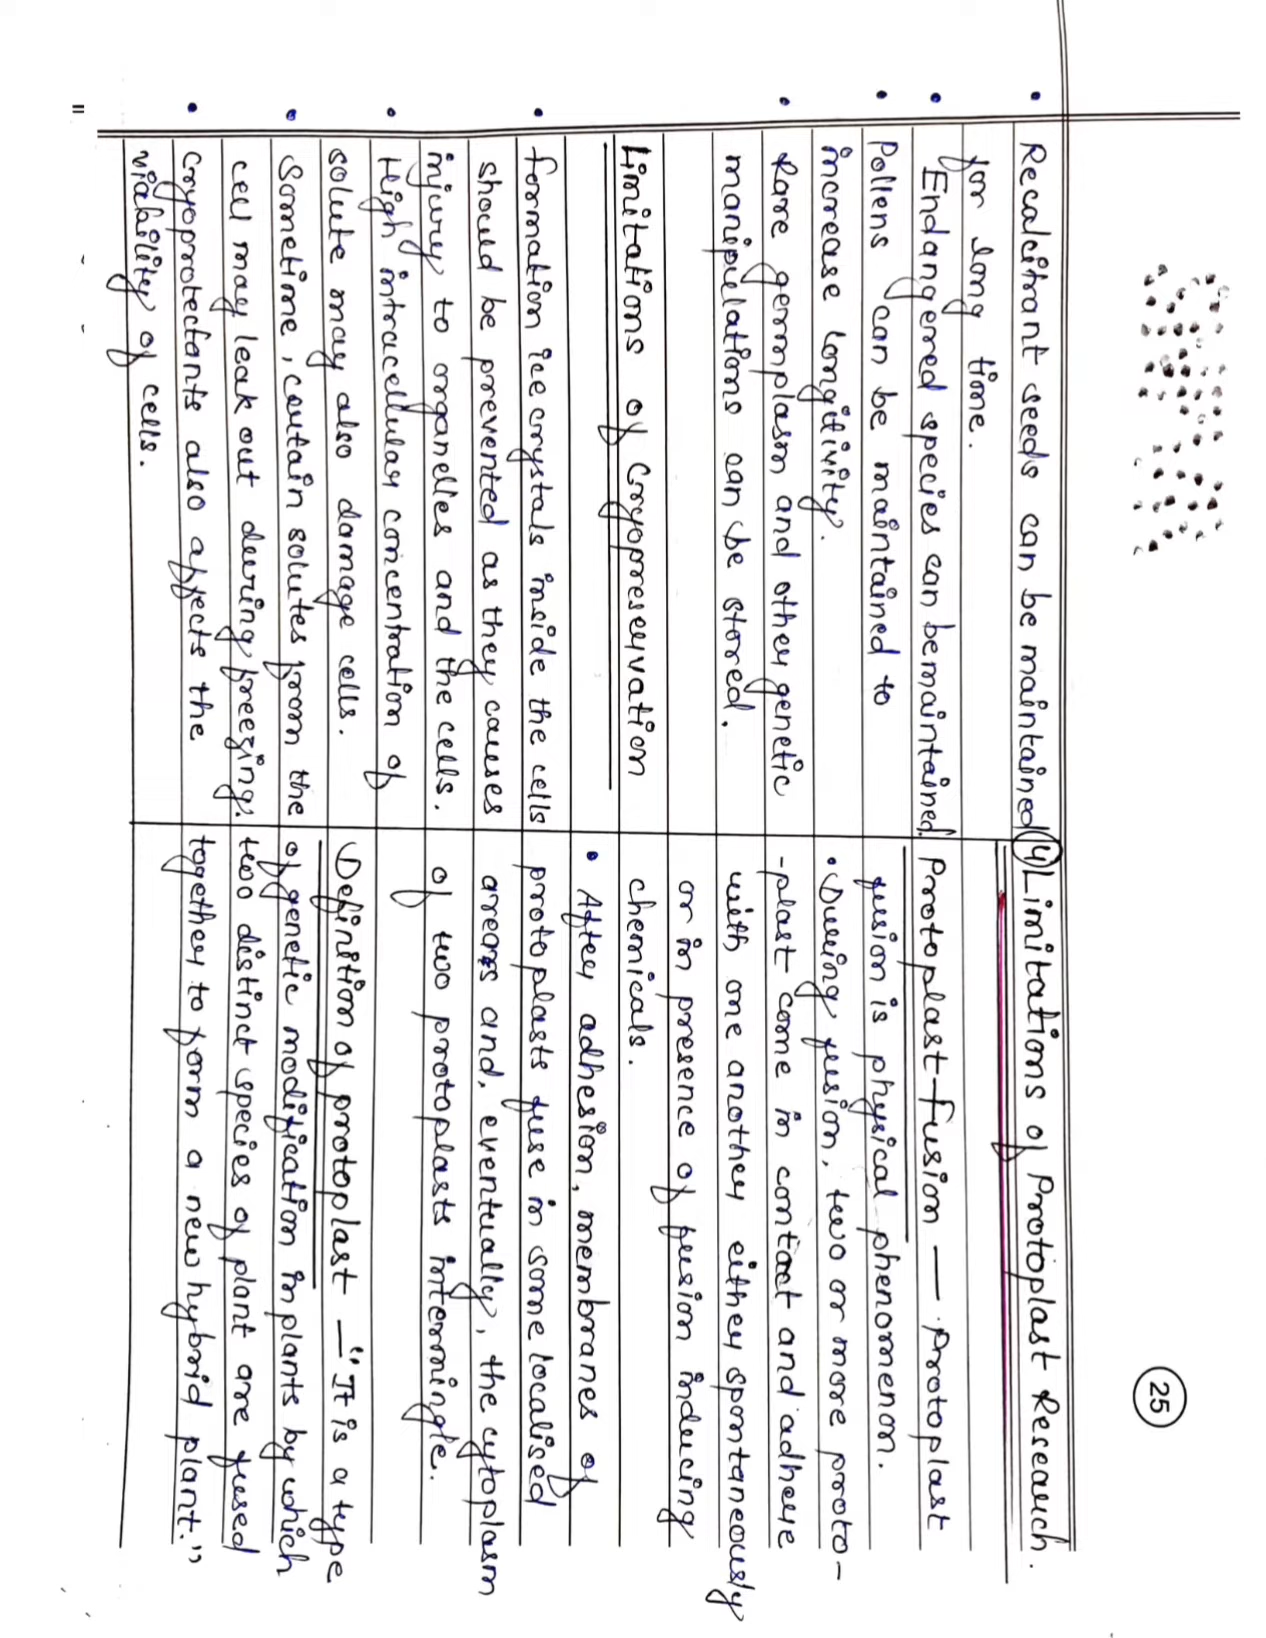 25
• Recalcitrant seeds can be maintained
for long time.
• Endangered species can be maintained.
• Pollens can be maintained to
increase longitivity.
• Rare germplasm and other genetic
manipulations can be stored.
Limitations of Cryopreservation
• formation ice crystals inside the cells
should be prevented as they causes
injury to organelles and the cells.
• High intracellular concentration of
solute may also damage cells.
• Sometime, contain solutes from the
cell may leak out during freezing.
• Cryoprotectants also affects the
viability of cells.
(4) Limitations of Protoplast Research.
Protoplast fusion — Protoplast
fusion is physical phenomenon.
• During fusion, two or more proto-
-plast come in contact and adhere
with one another either spontaneously
or in presence of fusion inducing
chemicals.
• After adhesion, membranes of
protoplasts fuse in some localised
areas and, eventually, the cytoplasm
of two protoplasts intermingle.
Definition of protoplast — "It is a type
of genetic modification in plants by which
two distinct species of plant are fused
together to form a new hybrid plant."